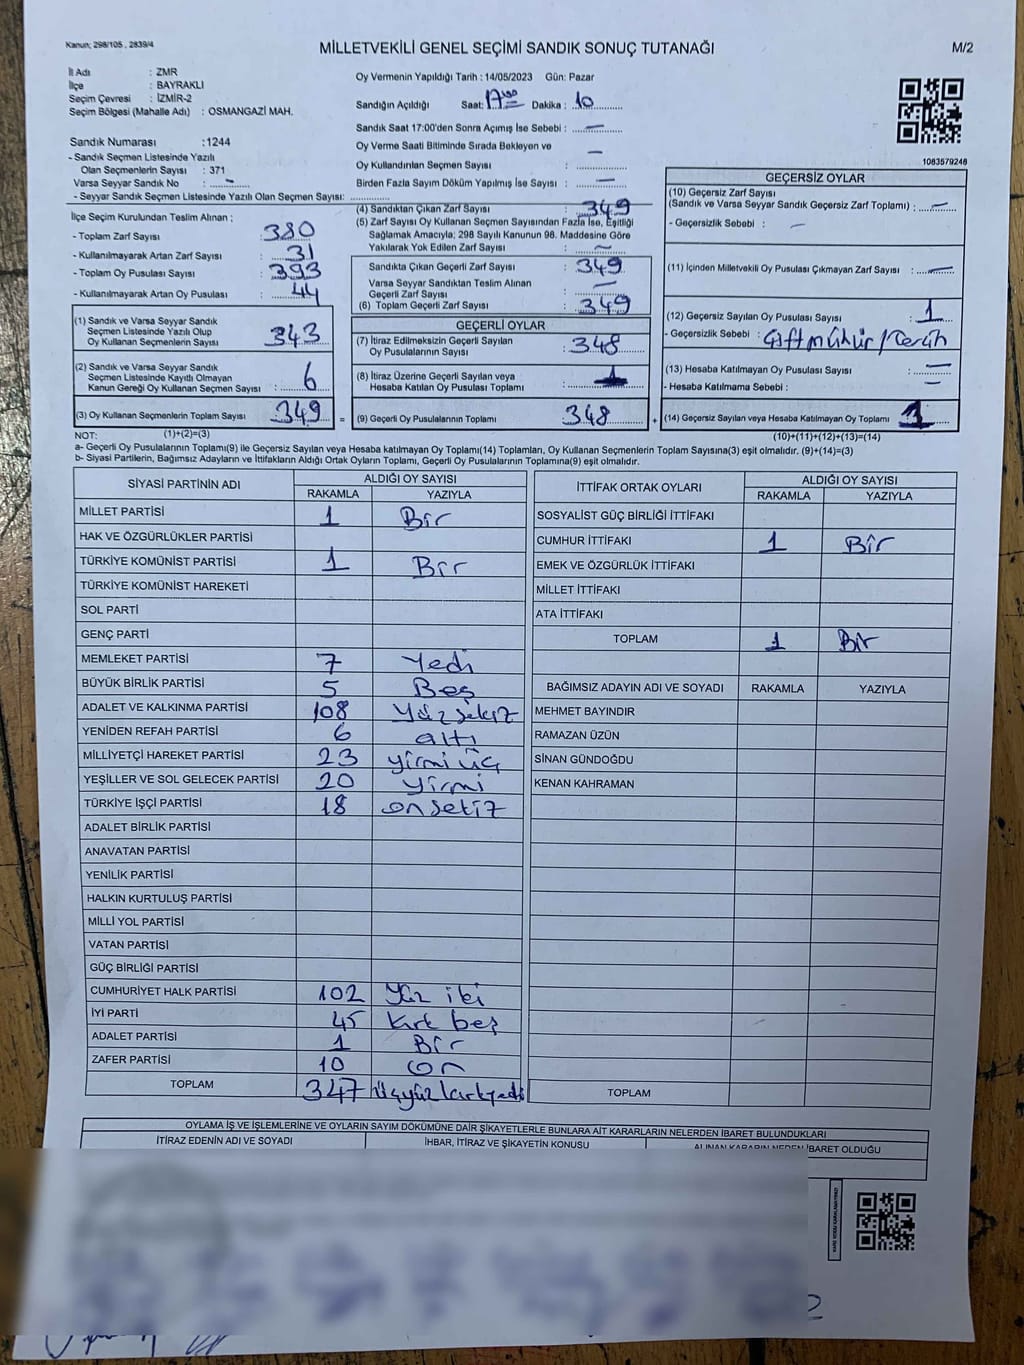 Kanun: 298/105 , 2839/4
MİLLETVEKİLİ GENEL SEÇİMİ SANDIK SONUÇ TUTANAĞI
M/2
İl Adı : ZMR
İlçe : BAYRAKLI
Seçim Çevresi : İZMİR-2
Seçim Bölgesi (Mahalle Adı) : OSMANGAZİ MAH.
Oy Vermenin Yapıldığı Tarih : 14/05/2023 Gün: Pazar
Sandığın Açıldığı Saat: Dakika : 10
Sandık Saat 17:00'den Sonra Açımış İse Sebebi : —
Oy Verme Saati Bitiminde Sırada Bekleyen ve —
Oy Kullandırılan Seçmen Sayısı :
Birden Fazla Sayım Döküm Yapılmış İse Sayısı : —
1083579248
Sandık Numarası :1244
- Sandık Seçmen Listesinde Yazılı
Olan Seçmenlerin Sayısı : 371
Varsa Seyyar Sandık No : —
- Seyyar Sandık Seçmen Listesinde Yazılı Olan Seçmen Sayısı:
İlçe Seçim Kurulundan Teslim Alınan ;
- Toplam Zarf Sayısı : 380
- Kullanılmayarak Artan Zarf Sayısı : 31
- Toplam Oy Pusulası Sayısı : 393
- Kullanılmayarak Artan Oy Pusulası : 44
(1) Sandık ve Varsa Seyyar Sandık
Seçmen Listesinde Yazılı Olup
Oy Kullanan Seçmenlerin Sayısı : 343
(2) Sandık ve Varsa Seyyar Sandık
Seçmen Listesinde Kayıtlı Olmayan
Kanun Gereği Oy Kullanan Seçmen Sayısı : 6
(3) Oy Kullanan Seçmenlerin Toplam Sayısı : 349 =
(1)+(2)=(3)
(4) Sandıktan Çıkan Zarf Sayısı : 349
(5) Zarf Sayısı Oy Kullanan Seçmen Sayısından Fazla İse, Eşitliği
Sağlamak Amacıyla; 298 Sayılı Kanunun 98. Maddesine Göre
Yakılarak Yok Edilen Zarf Sayısı : —
Sandıkta Çıkan Geçerli Zarf Sayısı : 349
Varsa Seyyar Sandıktan Teslim Alınan
Geçerli Zarf Sayısı : —
(6) Toplam Geçerli Zarf Sayısı : 349
GEÇERLİ OYLAR
(7) İtiraz Edilmeksizin Geçerli Sayılan
Oy Pusulalarının Sayısı : 348
(8) İtiraz Üzerine Geçerli Sayılan veya
Hesaba Katılan Oy Pusulası Toplamı :
(9) Geçerli Oy Pusulalarının Toplamı : 348 +
GEÇERSİZ OYLAR
(10) Geçersiz Zarf Sayısı
(Sandık ve Varsa Seyyar Sandık Geçersiz Zarf Toplamı) : —
- Geçersizlik Sebebi : —
(11) İçinden Milletvekili Oy Pusulası Çıkmayan Zarf Sayısı : —
(12) Geçersiz Sayılan Oy Pusulası Sayısı : 1
- Geçersizlik Sebebi : Çift mühür/Tercih
(13) Hesaba Katılmayan Oy Pusulası Sayısı : —
- Hesaba Katılmama Sebebi : —
(14) Geçersiz Sayılan veya Hesaba Katılmayan Oy Toplamı : 1
(10)+(11)+(12)+(13)=(14)
NOT:
a- Geçerli Oy Pusulalarının Toplamı(9) ile Geçersiz Sayılan veya Hesaba katılmayan Oy Toplamı(14) Toplamları, Oy Kullanan Seçmenlerin Toplam Sayısına(3) eşit olmalıdır. (9)+(14)=(3)
b- Siyasi Partilerin, Bağımsız Adayların ve İttifakların Aldığı Ortak Oyların Toplamı, Geçerli Oy Pusulalarının Toplamına(9) eşit olmalıdır.
SİYASİ PARTİNİN ADI
ALDIĞI OY SAYISI
RAKAMLA YAZIYLA
MİLLET PARTİSİ 1 Bir
HAK VE ÖZGÜRLÜKLER PARTİSİ
TÜRKİYE KOMÜNİST PARTİSİ 1 Bir
TÜRKİYE KOMÜNİST HAREKETİ
SOL PARTİ
GENÇ PARTİ
MEMLEKET PARTİSİ 7 Yedi
BÜYÜK BİRLİK PARTİSİ 5 Beş
ADALET VE KALKINMA PARTİSİ 108 Yüz sekiz
YENİDEN REFAH PARTİSİ 6 altı
MİLLİYETÇİ HAREKET PARTİSİ 23 yirmi üç
YEŞİLLER VE SOL GELECEK PARTİSİ 20 Yirmi
TÜRKİYE İŞÇİ PARTİSİ 18 on sekiz
ADALET BİRLİK PARTİSİ
ANAVATAN PARTİSİ
YENİLİK PARTİSİ
HALKIN KURTULUŞ PARTİSİ
MİLLİ YOL PARTİSİ
VATAN PARTİSİ
GÜÇ BİRLİĞİ PARTİSİ
CUMHURİYET HALK PARTİSİ 102 Yüz iki
İYİ PARTİ 45 Kırk beş
ADALET PARTİSİ 1 Bir
ZAFER PARTİSİ 10 On
TOPLAM 347 üçyüz kırkyedi
İTTİFAK ORTAK OYLARI
ALDIĞI OY SAYISI
RAKAMLA YAZIYLA
SOSYALİST GÜÇ BİRLİĞİ İTTİFAKI
CUMHUR İTTİFAKI 1 Bir
EMEK VE ÖZGÜRLÜK İTTİFAKI
MİLLET İTTİFAKI
ATA İTTİFAKI
TOPLAM 1 Bir
BAĞIMSIZ ADAYIN ADI VE SOYADI RAKAMLA YAZIYLA
MEHMET BAYINDIR
RAMAZAN ÜZÜN
SİNAN GÜNDOĞDU
KENAN KAHRAMAN
TOPLAM
OYLAMA İŞ VE İŞLEMLERİNE VE OYLARIN SAYIM DÖKÜMÜNE DAİR ŞİKAYETLERLE BUNLARA AİT KARARLARIN NELERDEN İBARET BULUNDUKLARI
İTİRAZ EDENİN ADI VE SOYADI
İHBAR, İTİRAZ VE ŞİKAYETİN KONUSU
ALINAN KARARIN NEDEN İBARET OLDUĞU